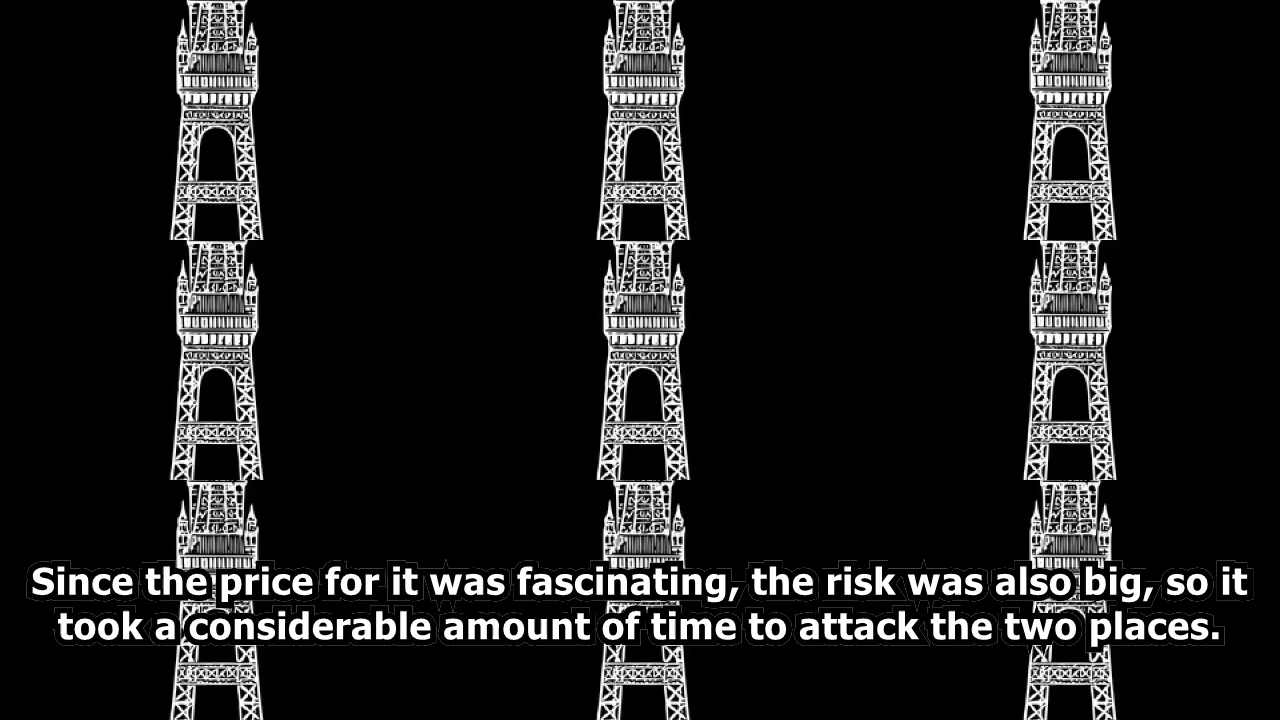 Since the price for it was fascinating, the risk was also big, so it
took a considerable amount of time to attack the two places.